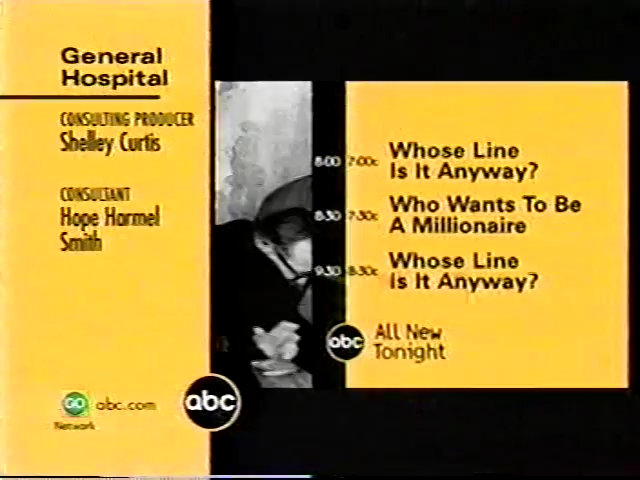 General
Hospital
CONSULTING PRODUCER
Shelley Curtis
CONSULTANT
Hope Harmel
Smith
GO abc.com
Network
abc
8:00 7:00c Whose Line
Is It Anyway?
8:30 7:30c Who Wants To Be
A Millionaire
9:30 8:30c Whose Line
Is It Anyway?
abc All New
Tonight